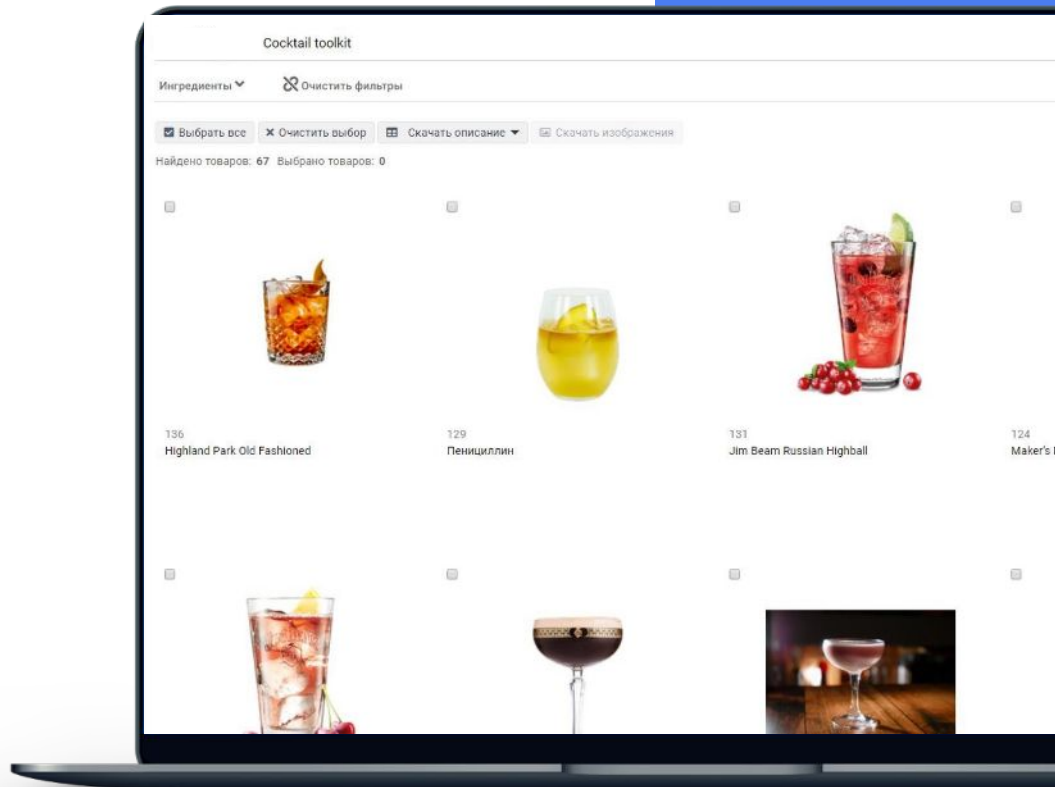 Cocktail toolkit
Ингредиенты Очистить фильтры
Выбрать все Очистить выбор Скачать описание Скачать изображения
Найдено товаров: 67 Выбрано товаров: 0
136 129 131 124
Highland Park Old Fashioned Пенициллин Jim Beam Russian Highball Maker's